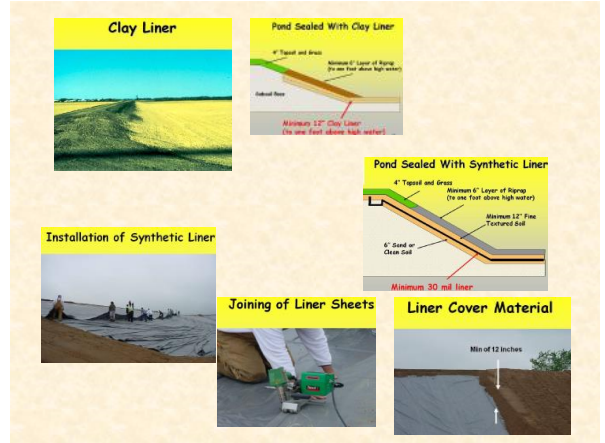 Clay Liner
Pond Sealed With Clay Liner
4" Topsoil and Grass
Minimum 6" Layer of Riprap
(to one foot above high water)
Minimum 12" Clay Liner
(to one foot above high water)
Pond Sealed With Synthetic Liner
4" Topsoil and Grass
Minimum 6" Layer of Riprap
(to one foot above high water)
Minimum 12" Fine
Textured Soil
6" Sand or
Clean Soil
Minimum 30 mil liner
Installation of Synthetic Liner
Joining of Liner Sheets
Liner Cover Material
Min of 12 inches